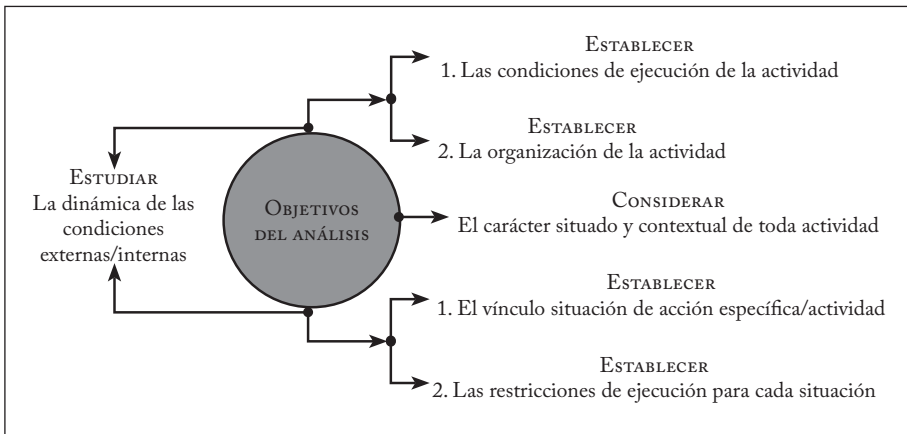 ESTABLECER
1. Las condiciones de ejecución de la actividad
ESTABLECER
2. La organización de la actividad
ESTUDIAR
La dinámica de las
condiciones
externas/internas
OBJETIVOS
DEL ANÁLISIS
CONSIDERAR
El carácter situado y contextual de toda actividad
ESTABLECER
1. El vínculo situación de acción específica/actividad
ESTABLECER
2. Las restricciones de ejecución para cada situación